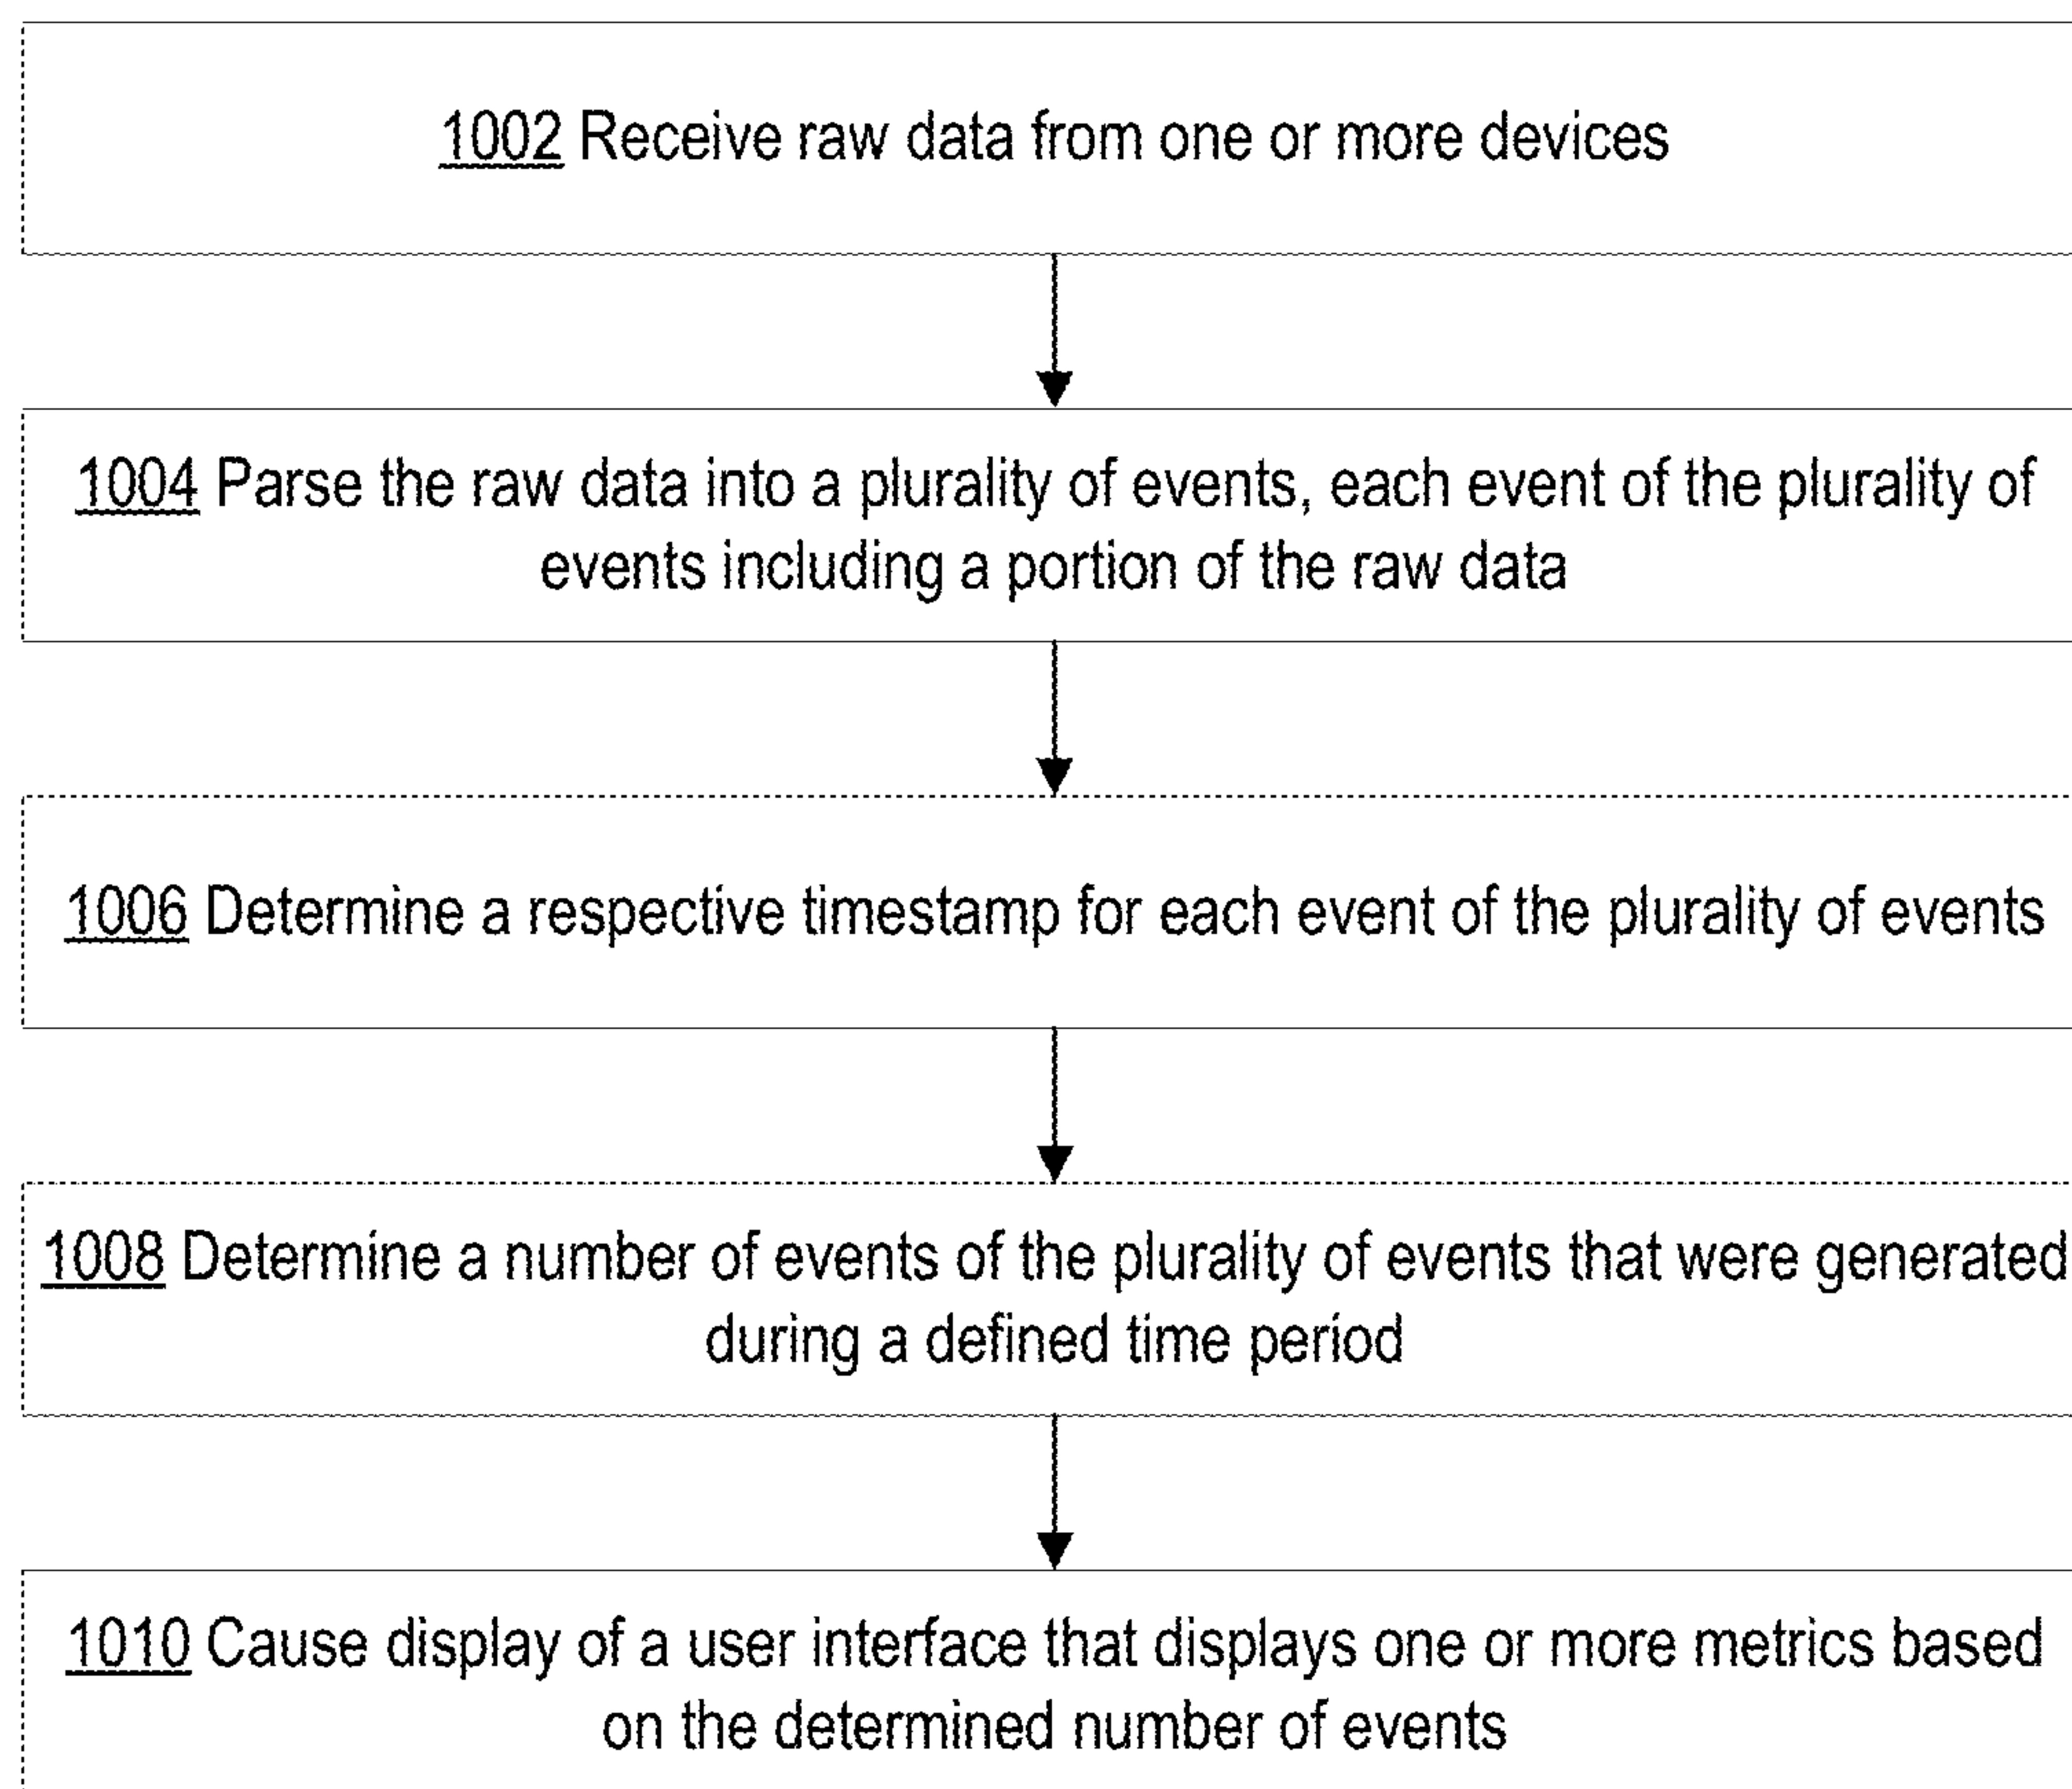 1002 Receive raw data from one or more devices
1004 Parse the raw data into a plurality of events, each event of the plurality of
events including a portion of the raw data
1006 Determine a respective timestamp for each event of the plurality of events
1008 Determine a number of events of the plurality of events that were generated
during a defined time period
1010 Cause display of a user interface that displays one or more metrics based
on the determined number of events